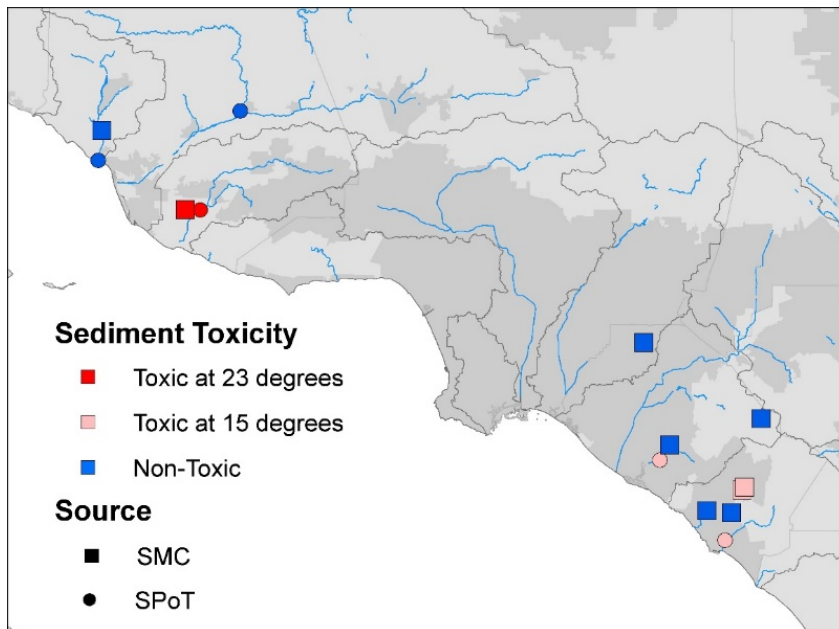 Sediment Toxicity
Toxic at 23 degrees
Toxic at 15 degrees
Non-Toxic
Source
SMC
SPoT